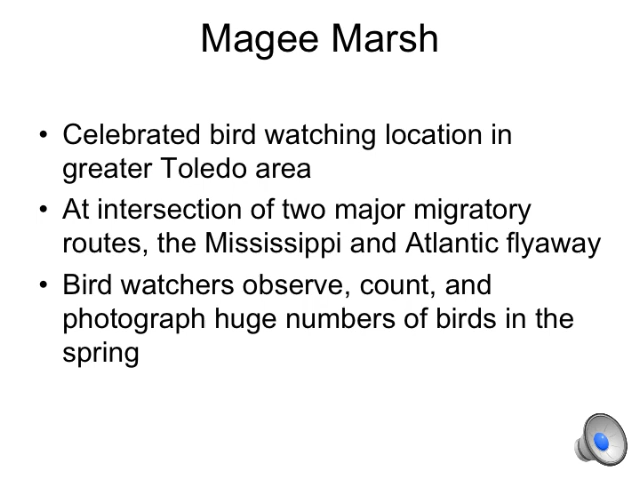 Magee Marsh
• Celebrated bird watching location in
greater Toledo area
• At intersection of two major migratory
routes, the Mississippi and Atlantic flyaway
• Bird watchers observe, count, and
photograph huge numbers of birds in the
spring